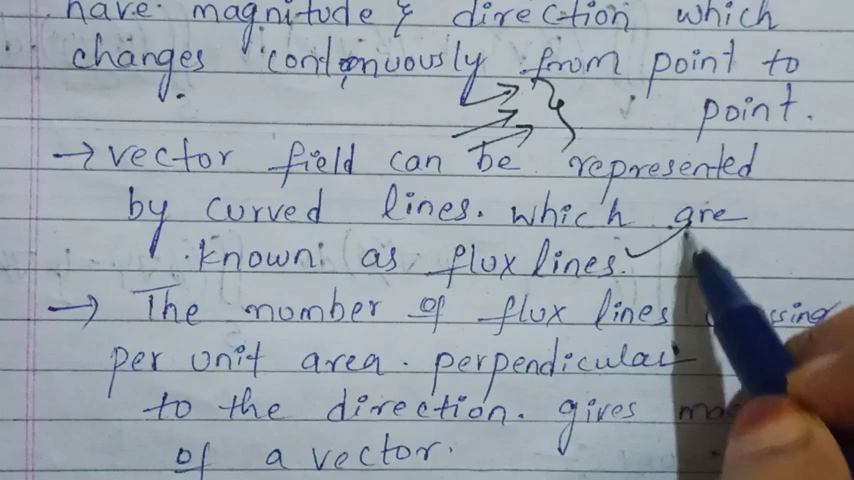 have magnitude & direction which
changes continuously from point to
point.
→ vector field can be represented
by curved lines. which are
known as flux lines.
→ The number of flux lines
per unit area. perpendicular
to the direction. gives
of a vector.